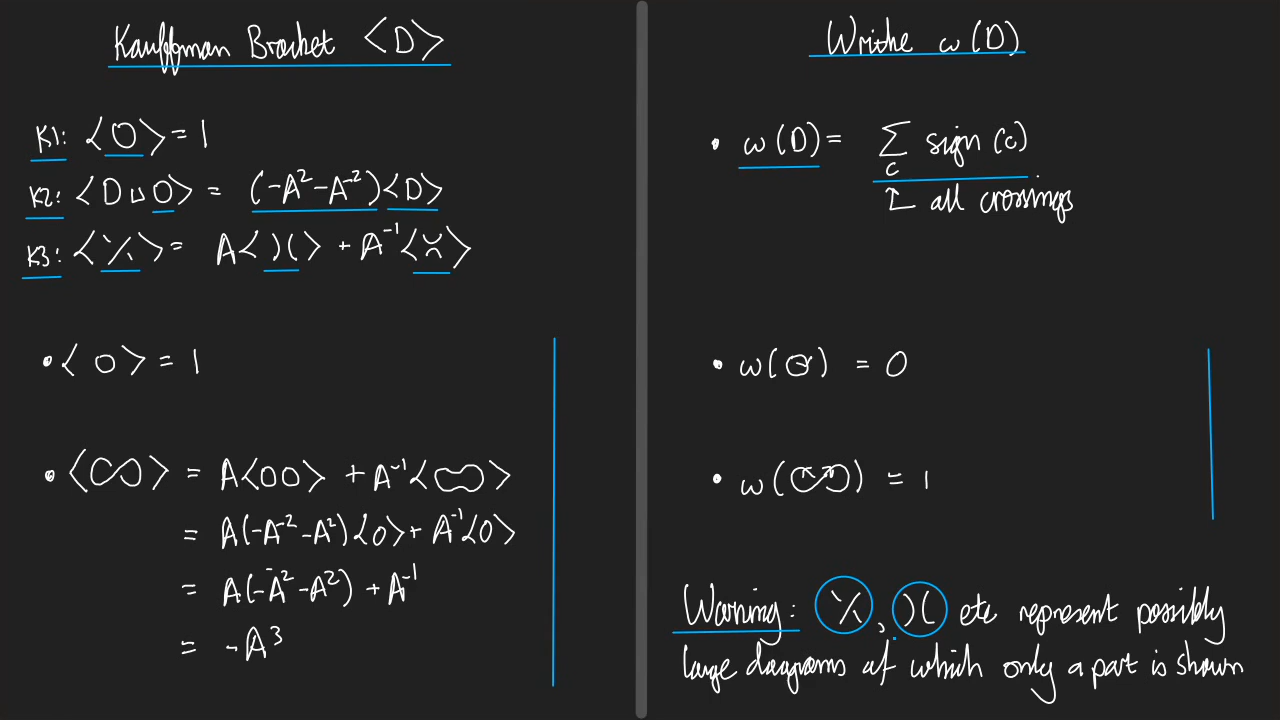 Kauffman Bracket ⟨D⟩
K1: ⟨O⟩ = 1
K2: ⟨D ⊔ O⟩ = (-A² -A⁻²)⟨D⟩
K3: ⟨⤫⟩ = A⟨)(⟩ + A⁻¹⟨≍⟩
• ⟨O⟩ = 1
• ⟨∞⟩ = A⟨OO⟩ + A⁻¹⟨O⟩
= A(-A⁻² -A²)⟨O⟩ + A⁻¹⟨O⟩
= A(-A⁻² -A²) + A⁻¹
= -A³
Writhe ω(D)
• ω(D) = Σ sign(c)
c
↑ all crossings
• ω(O) = 0
• ω(∞) = 1
Warning: ⤫, )( etc represent possibly
large diagrams of which only a part is shown